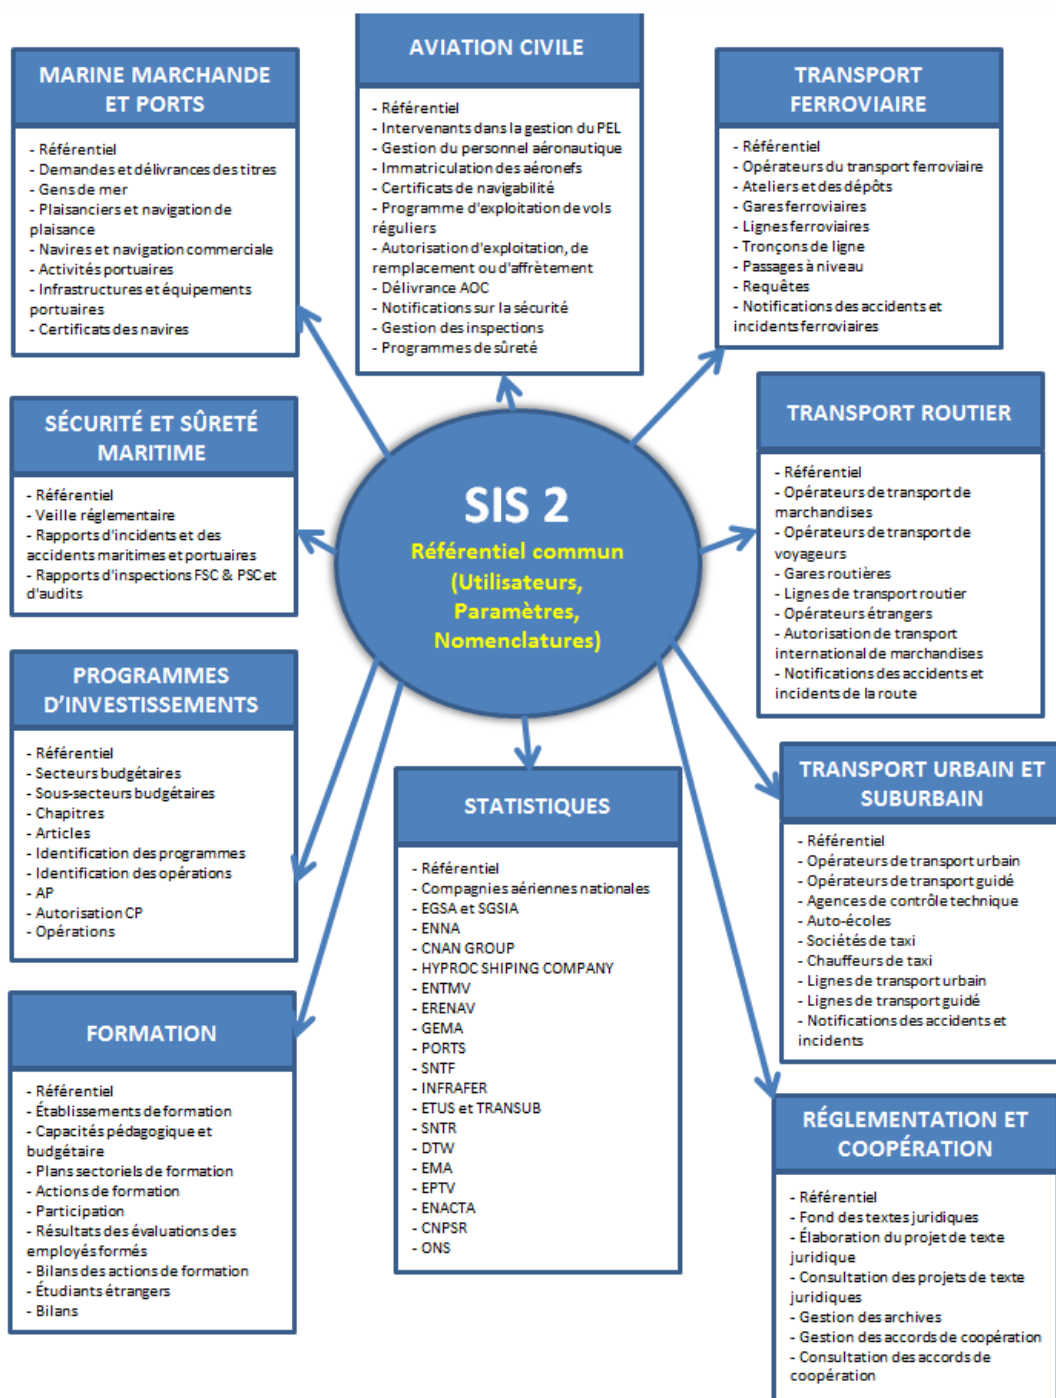 MARINE MARCHANDE
ET PORTS
- Référentiel
- Demandes et délivrances des titres
- Gens de mer
- Plaisanciers et navigation de
plaisance
- Navires et navigation commerciale
- Activités portuaires
- Infrastructures et équipements
portuaires
- Certificats des navires
AVIATION CIVILE
- Référentiel
- Intervenants dans la gestion du PEL
- Gestion du personnel aéronautique
- Immatriculation des aéronefs
- Certificats de navigabilité
- Programme d'exploitation de vols
réguliers
- Autorisation d'exploitation, de
remplacement ou d'affrètement
- Délivrance AOC
- Notifications sur la sécurité
- Gestion des inspections
- Programmes de sûreté
TRANSPORT
FERROVIAIRE
- Référentiel
- Opérateurs du transport ferroviaire
- Ateliers et des dépôts
- Gares ferroviaires
- Lignes ferroviaires
- Tronçons de ligne
- Passages à niveau
- Requêtes
- Notifications des accidents et
incidents ferroviaires
SÉCURITÉ ET SÛRETÉ
MARITIME
- Référentiel
- Veille réglementaire
- Rapports d'incidents et des
accidents maritimes et portuaires
- Rapports d'inspections FSC & PSC et
d'audits
SIS 2
Référentiel commun
(Utilisateurs,
Paramètres,
Nomenclatures)
TRANSPORT ROUTIER
- Référentiel
- Opérateurs de transport de
marchandises
- Opérateurs de transport de
voyageurs
- Gares routières
- Lignes de transport routier
- Opérateurs étrangers
- Autorisation de transport
international de marchandises
- Notifications des accidents et
incidents de la route
PROGRAMMES
D'INVESTISSEMENTS
- Référentiel
- Secteurs budgétaires
- Sous-secteurs budgétaires
- Chapitres
- Articles
- Identification des programmes
- Identification des opérations
- AP
- Autorisation CP
- Opérations
STATISTIQUES
- Référentiel
- Compagnies aériennes nationales
- EGSA et SGSIA
- ENNA
- CNAN GROUP
- HYPROC SHIPING COMPANY
- ENTMV
- ERENAV
- GEMA
- PORTS
- SNTF
- INFRAFER
- ETUS et TRANSUB
- SNTR
- DTW
- EMA
- EPTV
- ENACTA
- CNPSR
- ONS
TRANSPORT URBAIN ET
SUBURBAIN
- Référentiel
- Opérateurs de transport urbain
- Opérateurs de transport guidé
- Agences de contrôle technique
- Auto-écoles
- Sociétés de taxi
- Chauffeurs de taxi
- Lignes de transport urbain
- Lignes de transport guidé
- Notifications des accidents et
incidents
FORMATION
- Référentiel
- Établissements de formation
- Capacités pédagogique et
budgétaire
- Plans sectoriels de formation
- Actions de formation
- Participation
- Résultats des évaluations des
employés formés
- Bilans des actions de formation
- Étudiants étrangers
- Bilans
RÉGLEMENTATION ET
COOPÉRATION
- Référentiel
- Fond des textes juridiques
- Élaboration du projet de texte
juridique
- Consultation des projets de texte
juridiques
- Gestion des archives
- Gestion des accords de coopération
- Consultation des accords de
coopération